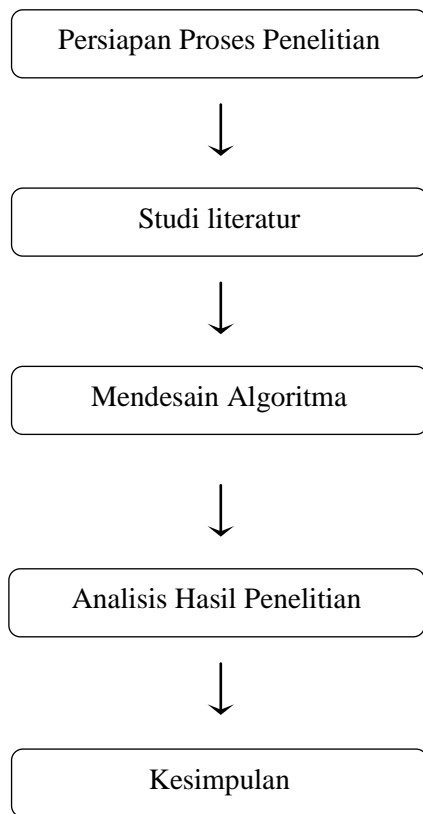 Persiapan Proses Penelitian
Studi literatur
Mendesain Algoritma
Analisis Hasil Penelitian
Kesimpulan